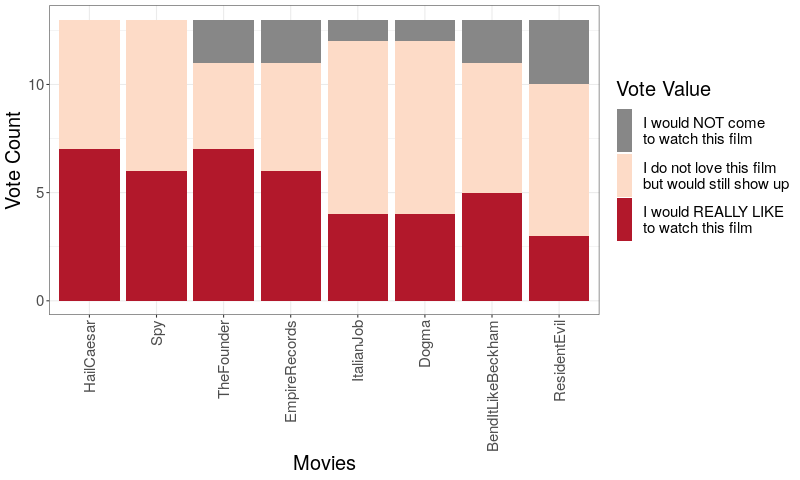 Vote Count
10
5
0
HailCaesar
Spy
TheFounder
EmpireRecords
ItalianJob
Dogma
BendItLikeBeckham
ResidentEvil
Movies
Vote Value
I would NOT come
to watch this film
I do not love this film
but would still show up
I would REALLY LIKE
to watch this film